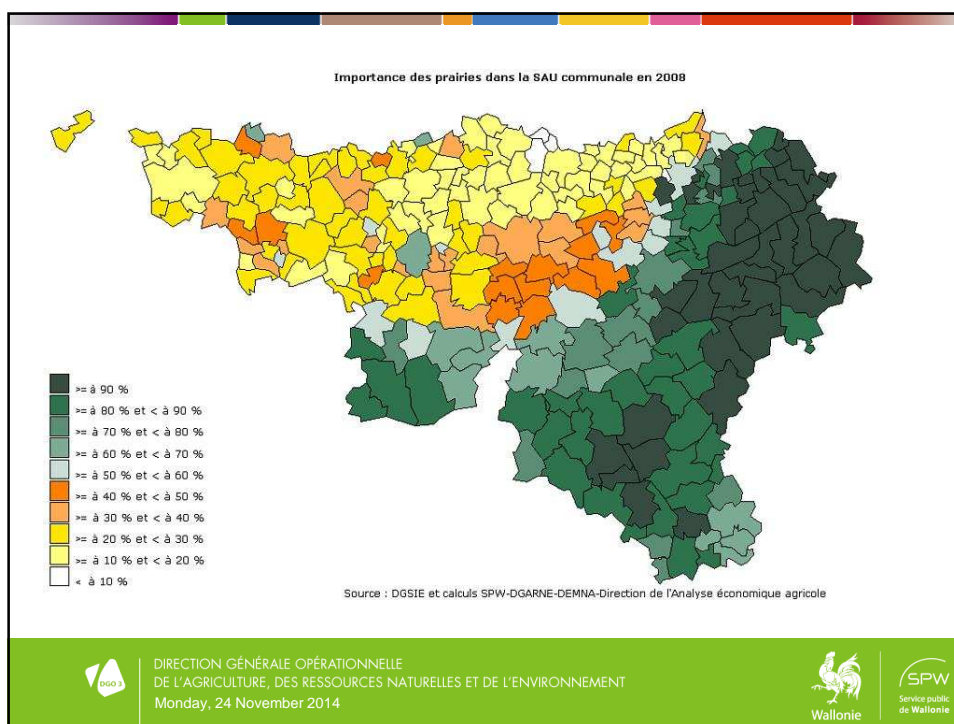 Importance des prairies dans la SAU communale en 2008
>= à 90 %
>= à 80 % et < à 90 %
>= à 70 % et < à 80 %
>= à 60 % et < à 70 %
>= à 50 % et < à 60 %
>= à 40 % et < à 50 %
>= à 30 % et < à 40 %
>= à 20 % et < à 30 %
>= à 10 % et < à 20 %
< à 10 %
Source : DGSIE et calculs SPW-DGARNE-DEMNA-Direction de l'Analyse économique agricole
DGO 3
DIRECTION GÉNÉRALE OPÉRATIONNELLE
DE L'AGRICULTURE, DES RESSOURCES NATURELLES ET DE L'ENVIRONNEMENT
Monday, 24 November 2014
Wallonie
SPW
Service public
de Wallonie